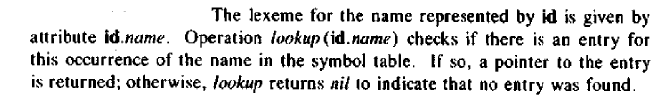 The lexeme for the name represented by id is given by
attribute id.name. Operation lookup(id.name) checks if there is an entry for
this occurrence of the name in the symbol table. If so, a pointer to the entry
is returned; otherwise, lookup returns nil to indicate that no entry was found.